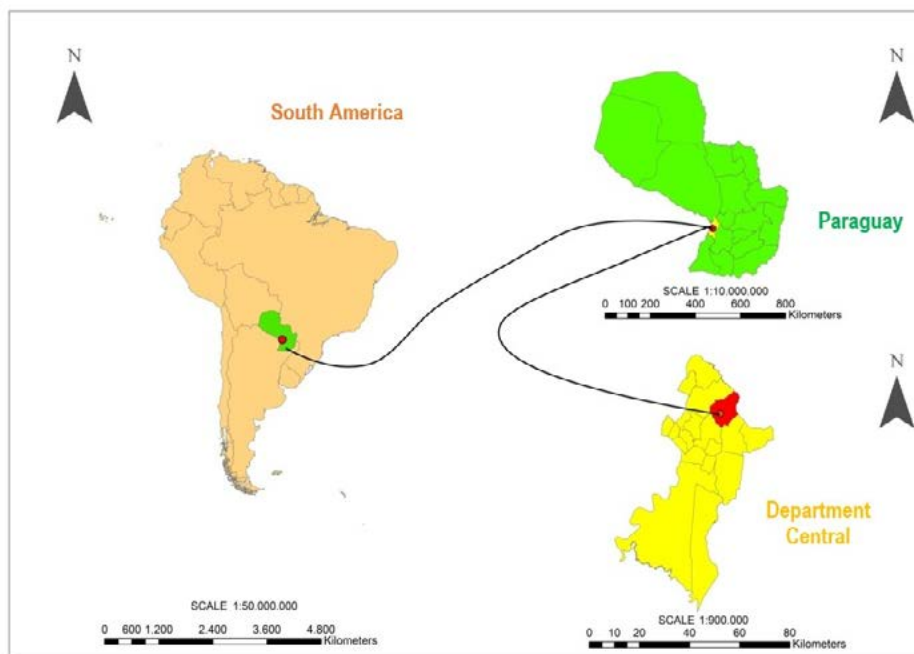 N
South America
SCALE 1:50.000.000
0 600 1.200 2.400 3.600 4.800
Kilometers
N
Paraguay
SCALE 1:10.000.000
0 100 200 400 600 800
Kilometers
N
Department
Central
SCALE 1:900.000
0 10 20 40 60 80
Kilometers